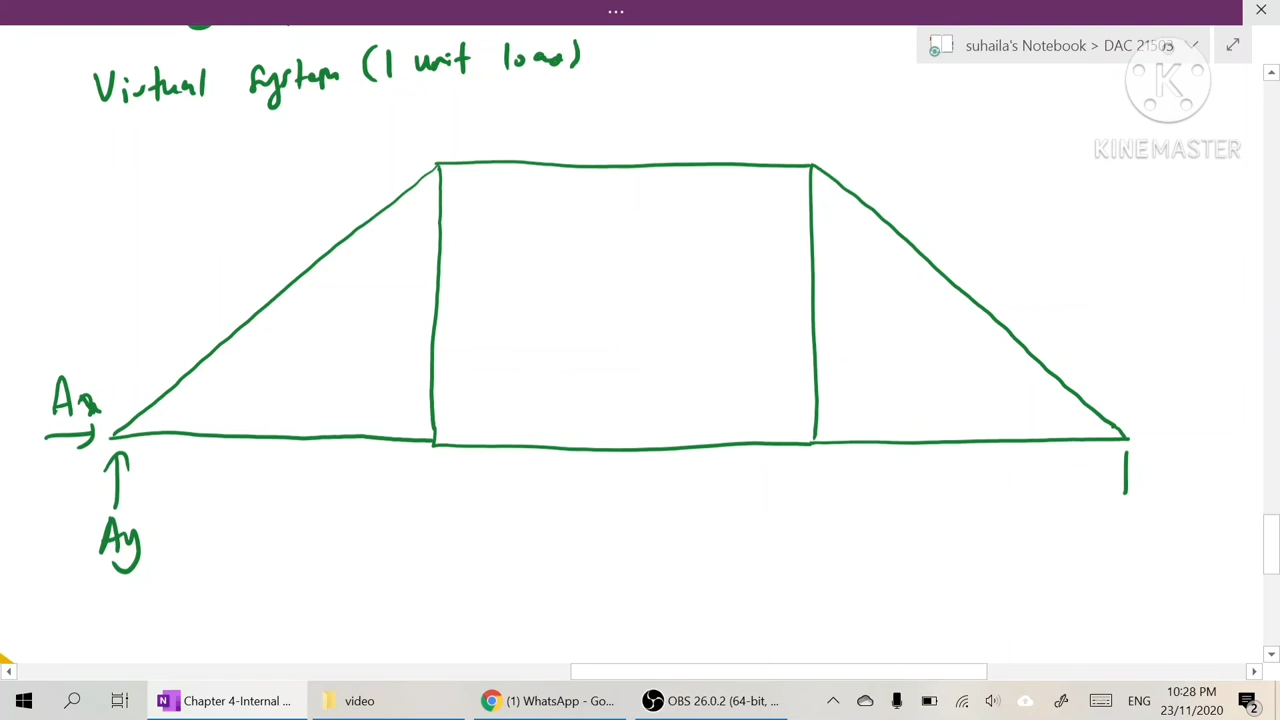 suhaila's Notebook > DAC 21503
Virtual System (1 unit load)
KINEMASTER
Ax
Ay
Chapter 4-Internal ...
video
(1) WhatsApp - Go...
OBS 26.0.2 (64-bit, ...
ENG
10:28 PM
23/11/2020
2